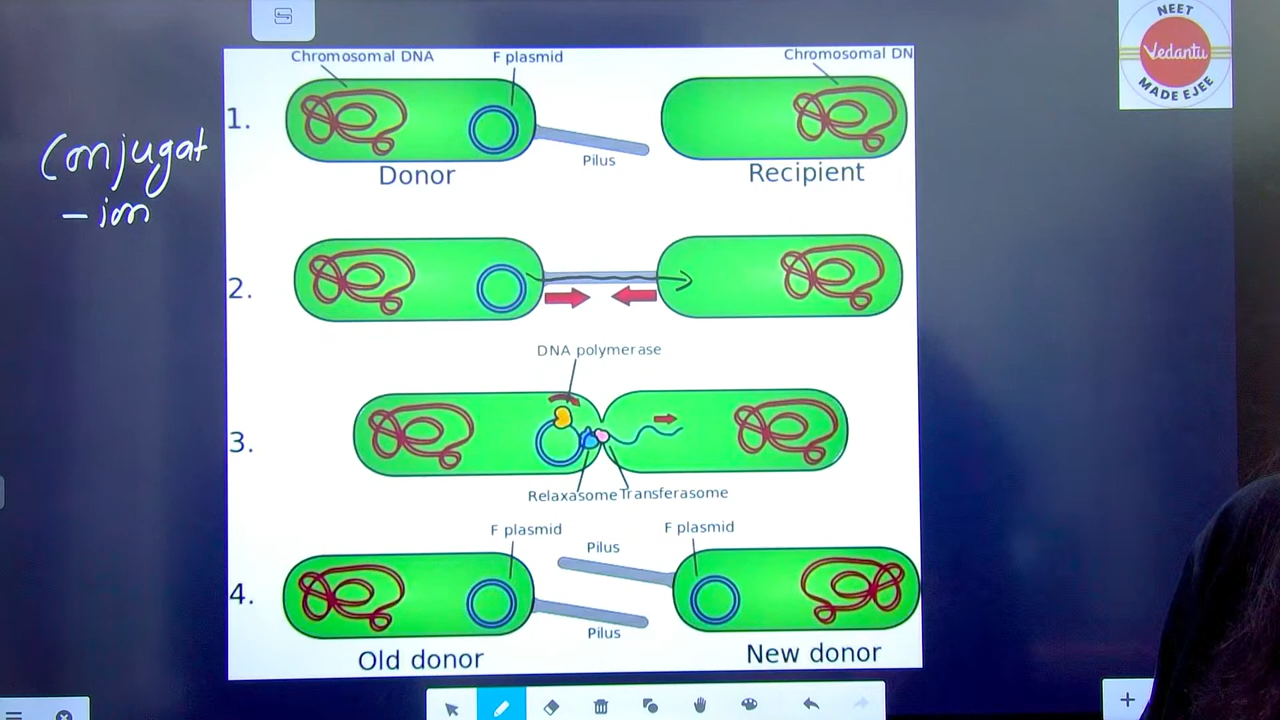 NEET
Vedantu
MADE EJEE
Chromosomal DNA
F plasmid
Chromosomal DN
1.
Pilus
Donor
Recipient
Conjugat
- ion
2.
DNA polymerase
3.
Relaxasome
Transferasome
F plasmid
F plasmid
Pilus
4.
Pilus
Old donor
New donor